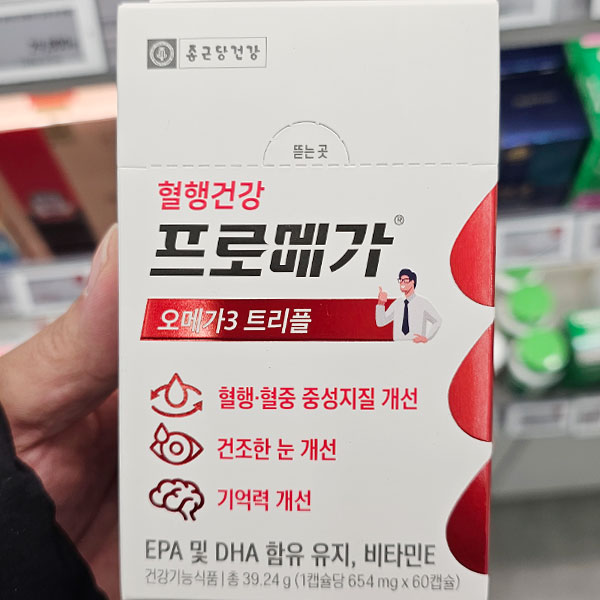 종근당건강
뜯는 곳
혈행건강
프로메가®
오메가3 트리플
혈행·혈중 중성지질 개선
건조한 눈 개선
기억력 개선
EPA 및 DHA 함유 유지, 비타민E
건강기능식품 | 총 39.24 g (1캡슐당 654 mg x 60캡슐)